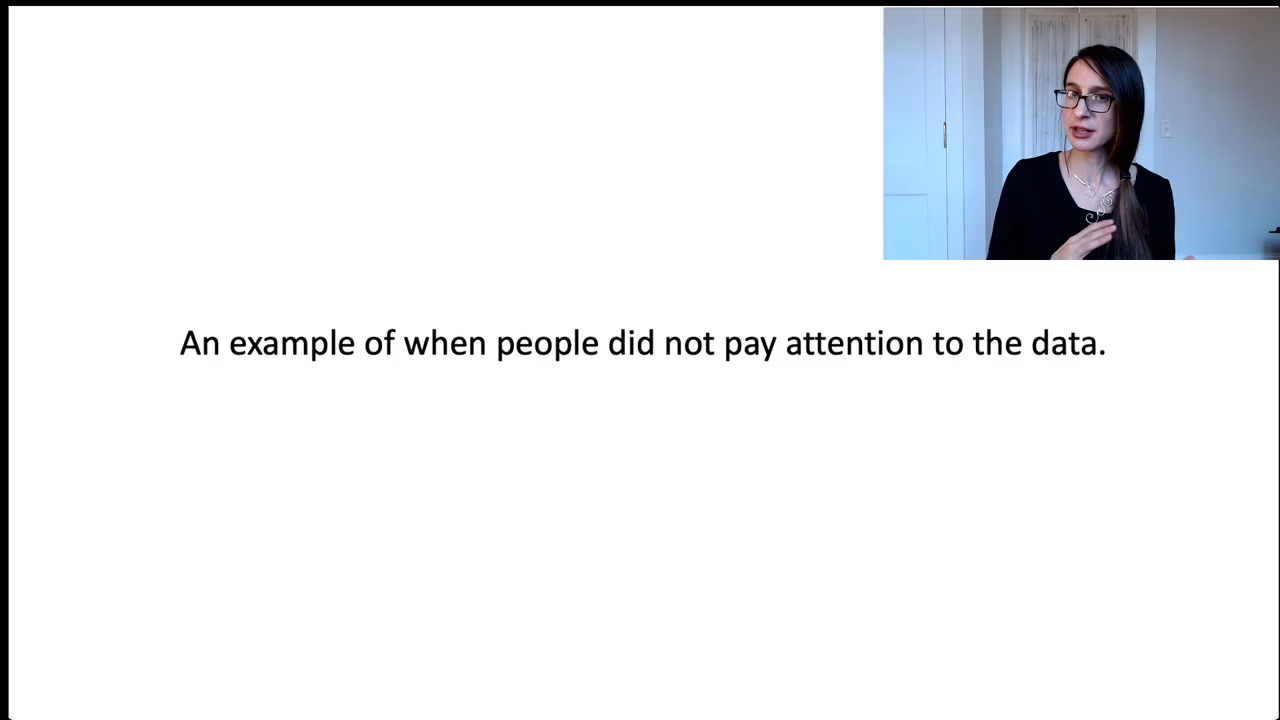 An example of when people did not pay attention to the data.